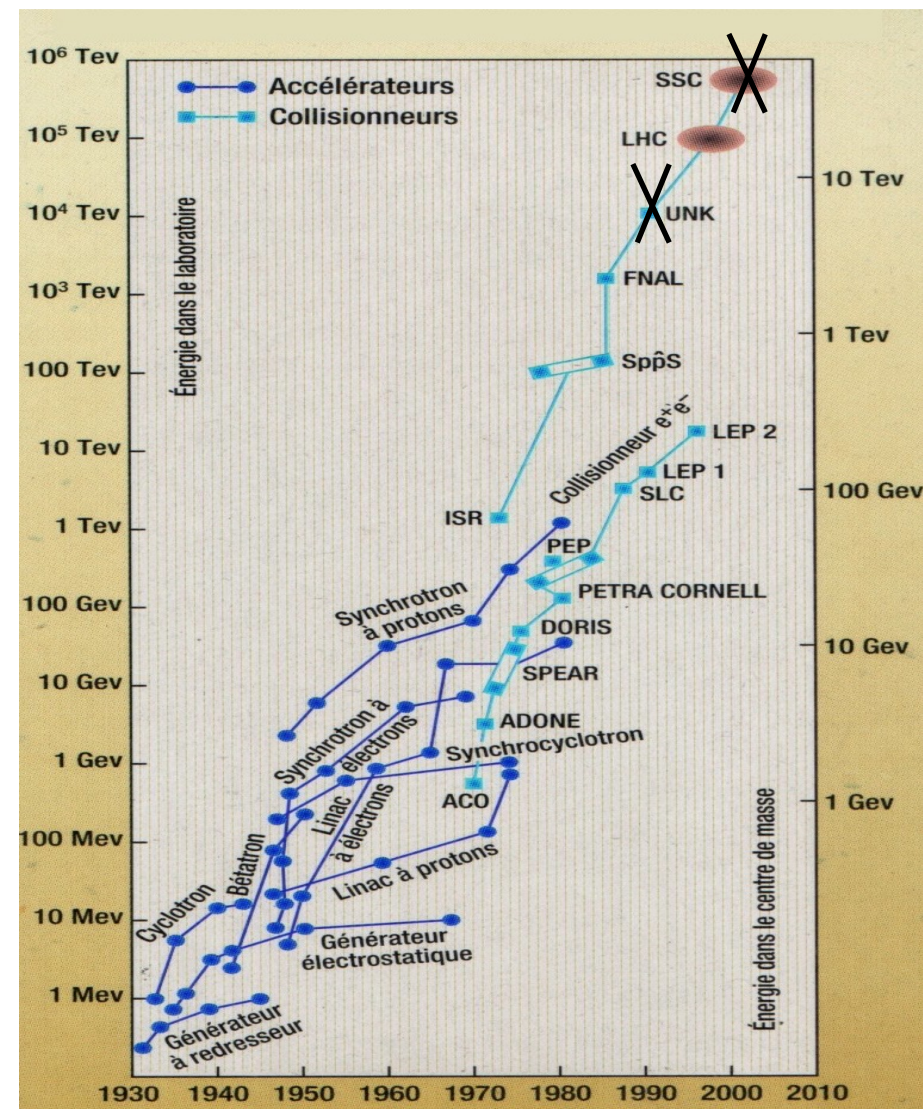 10⁶ Tev
10⁵ Tev
10⁴ Tev
10³ Tev
100 Tev
10 Tev
1 Tev
100 Gev
10 Gev
1 Gev
100 Mev
10 Mev
1 Mev
Énergie dans le laboratoire
Accélérateurs
Collisionneurs
SSC
LHC
UNK
FNAL
Spp̂S
Collisionneur e⁺e⁻
LEP 2
LEP 1
SLC
ISR
PEP
PETRA CORNELL
DORIS
SPEAR
ADONE
ACO
Synchrotron
à protons
Synchrotron à
électrons
Synchrocyclotron
Linac
à électrons
Linac à protons
Bétatron
Cyclotron
Générateur
électrostatique
Générateur
à redresseur
10 Tev
1 Tev
100 Gev
10 Gev
1 Gev
Énergie dans le centre de masse
1930 1940 1950 1960 1970 1980 1990 2000 2010